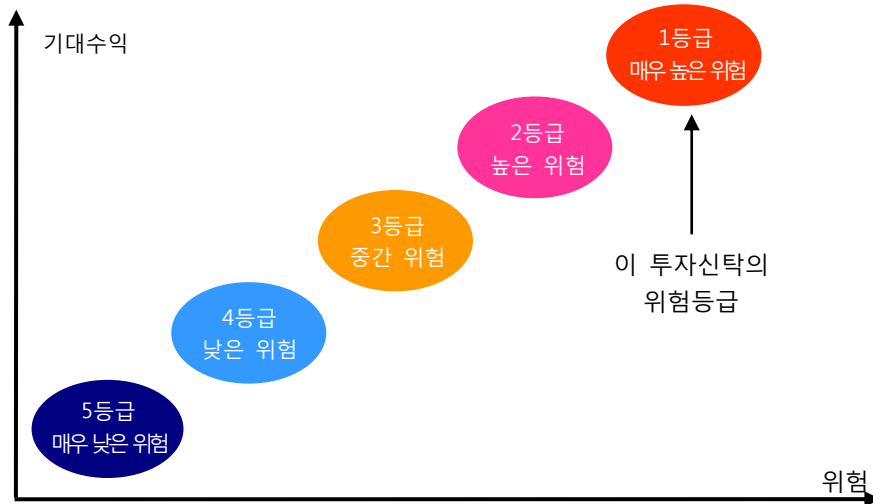 기대수익
1등급
매우 높은 위험
2등급
높은 위험
3등급
중간 위험
이 투자신탁의
위험등급
4등급
낮은 위험
5등급
매우 낮은 위험
위험